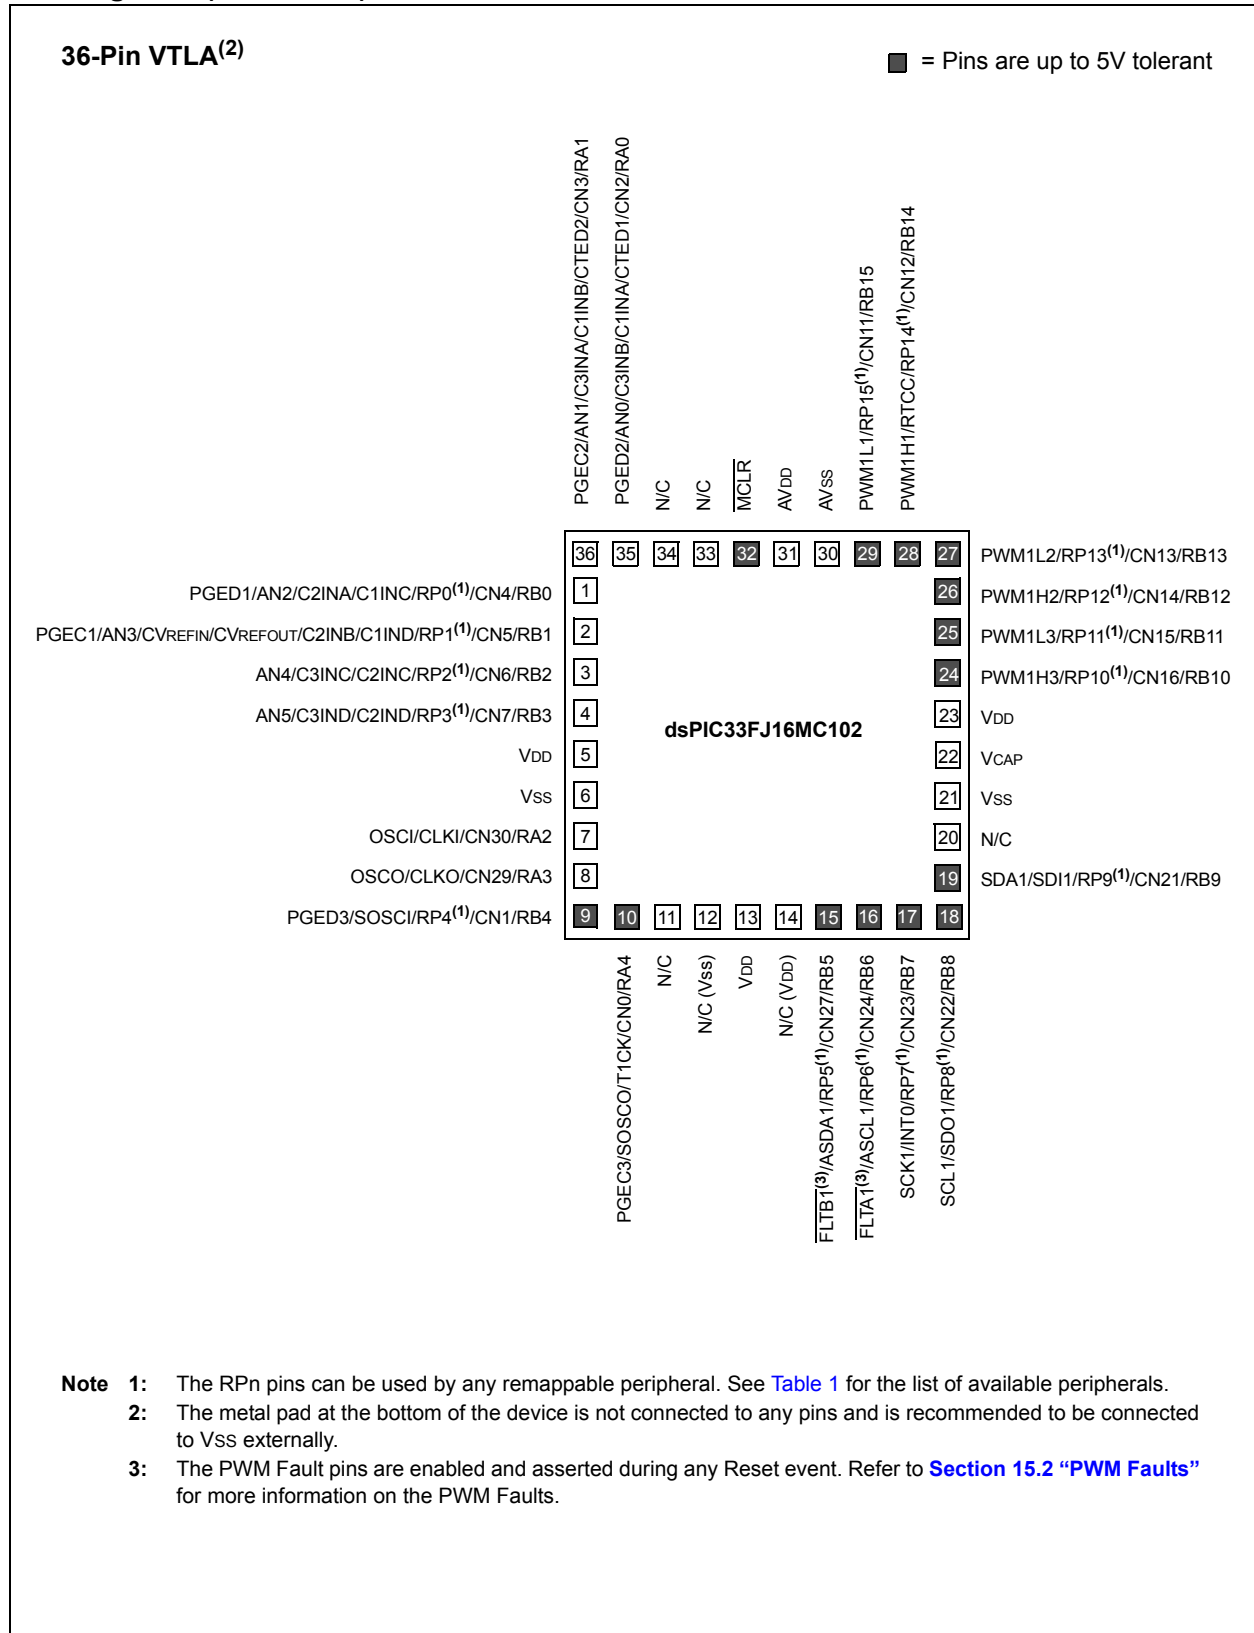 36-Pin VTLA(2)
= Pins are up to 5V tolerant
PGEC2/AN1/C3INA/C1INB/CTED2/CN3/RA1
PGED2/AN0/C3INB/C1INA/CTED1/CN2/RA0
N/C
N/C
MCLR
AVDD
AVSS
PWM1L1/RP15(1)/CN11/RB15
PWM1H1/RTCC/RP14(1)/CN12/RB14
36 35 34 33 32 31 30 29 28 27 PWM1L2/RP13(1)/CN13/RB13
PGED1/AN2/C2INA/C1INC/RP0(1)/CN4/RB0 1 26 PWM1H2/RP12(1)/CN14/RB12
PGEC1/AN3/CVREFIN/CVREFOUT/C2INB/C1IND/RP1(1)/CN5/RB1 2 25 PWM1L3/RP11(1)/CN15/RB11
AN4/C3INC/C2INC/RP2(1)/CN6/RB2 3 24 PWM1H3/RP10(1)/CN16/RB10
AN5/C3IND/C2IND/RP3(1)/CN7/RB3 4 23 VDD
dsPIC33FJ16MC102
VDD 5 22 VCAP
VSS 6 21 VSS
OSCI/CLKI/CN30/RA2 7 20 N/C
OSCO/CLKO/CN29/RA3 8 19 SDA1/SDI1/RP9(1)/CN21/RB9
PGED3/SOSCI/RP4(1)/CN1/RB4 9 10 11 12 13 14 15 16 17 18
PGEC3/SOSCO/T1CK/CN0/RA4
N/C
N/C (Vss)
VDD
N/C (VDD)
FLTB1(3)/ASDA1/RP5(1)/CN27/RB5
FLTA1(3)/ASCL1/RP6(1)/CN24/RB6
SCK1/INT0/RP7(1)/CN23/RB7
SCL1/SDO1/RP8(1)/CN22/RB8
Note 1: The RPn pins can be used by any remappable peripheral. See Table 1 for the list of available peripherals.
2: The metal pad at the bottom of the device is not connected to any pins and is recommended to be connected
to VSS externally.
3: The PWM Fault pins are enabled and asserted during any Reset event. Refer to Section 15.2 “PWM Faults”
for more information on the PWM Faults.